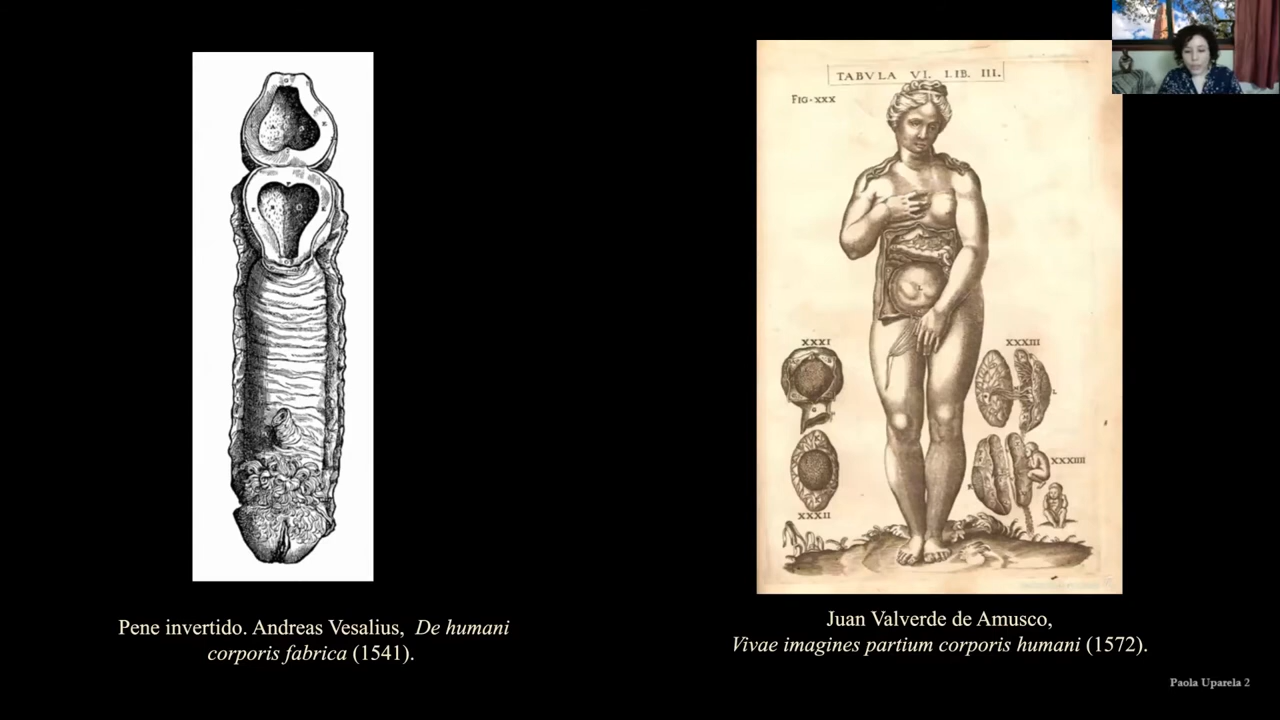 TABVLA VI. LIB. III.
FIG-XXX
XXXI
XXXIII
XXXIIII
XXXII
Pene invertido. Andreas Vesalius, De humani
corporis fabrica (1541).
Juan Valverde de Amusco,
Vivae imagines partium corporis humani (1572).
Paola Uparela 2